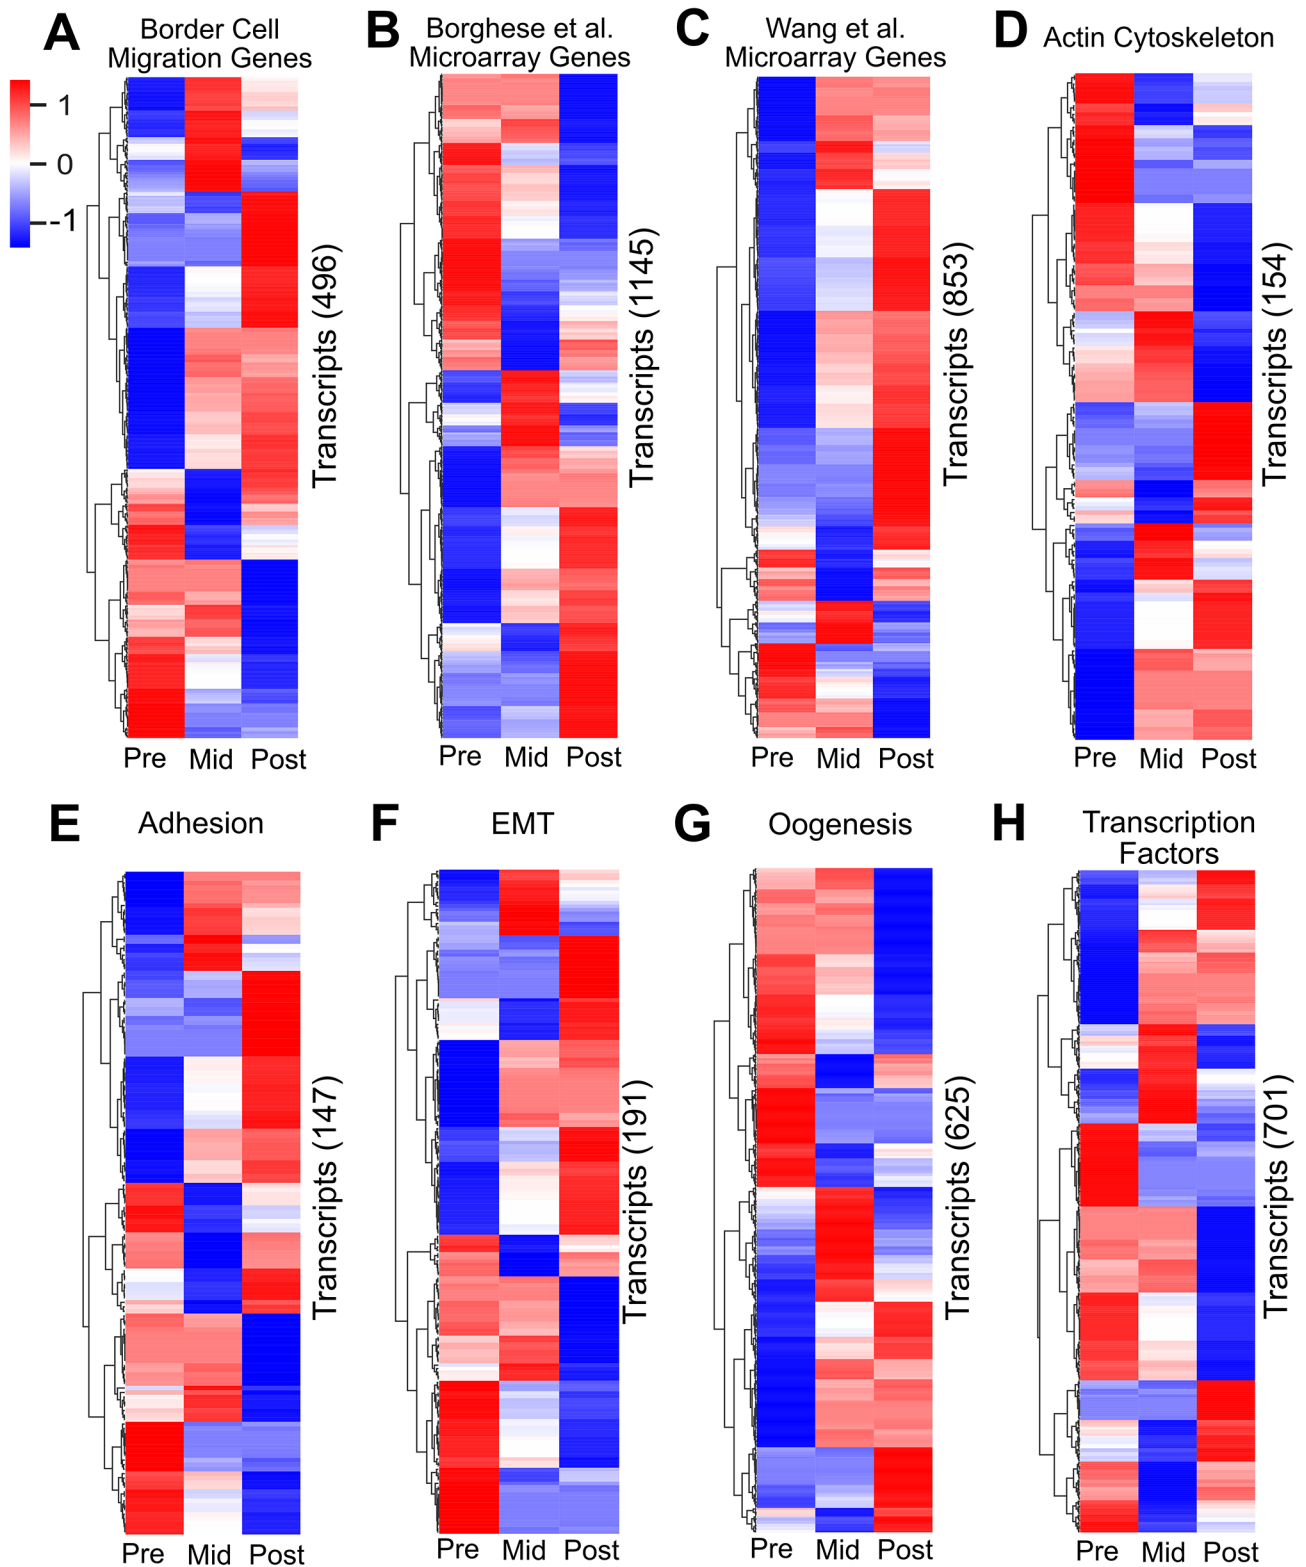 A
Border Cell
Migration Genes
1
0
-1
Transcripts (496)
Pre Mid Post
B
Borghese et al.
Microarray Genes
Transcripts (1145)
Pre Mid Post
C
Wang et al.
Microarray Genes
Transcripts (853)
Pre Mid Post
D
Actin Cytoskeleton
Transcripts (154)
Pre Mid Post
E
Adhesion
Transcripts (147)
Pre Mid Post
F
EMT
Transcripts (191)
Pre Mid Post
G
Oogenesis
Transcripts (625)
Pre Mid Post
H
Transcription
Factors
Transcripts (701)
Pre Mid Post